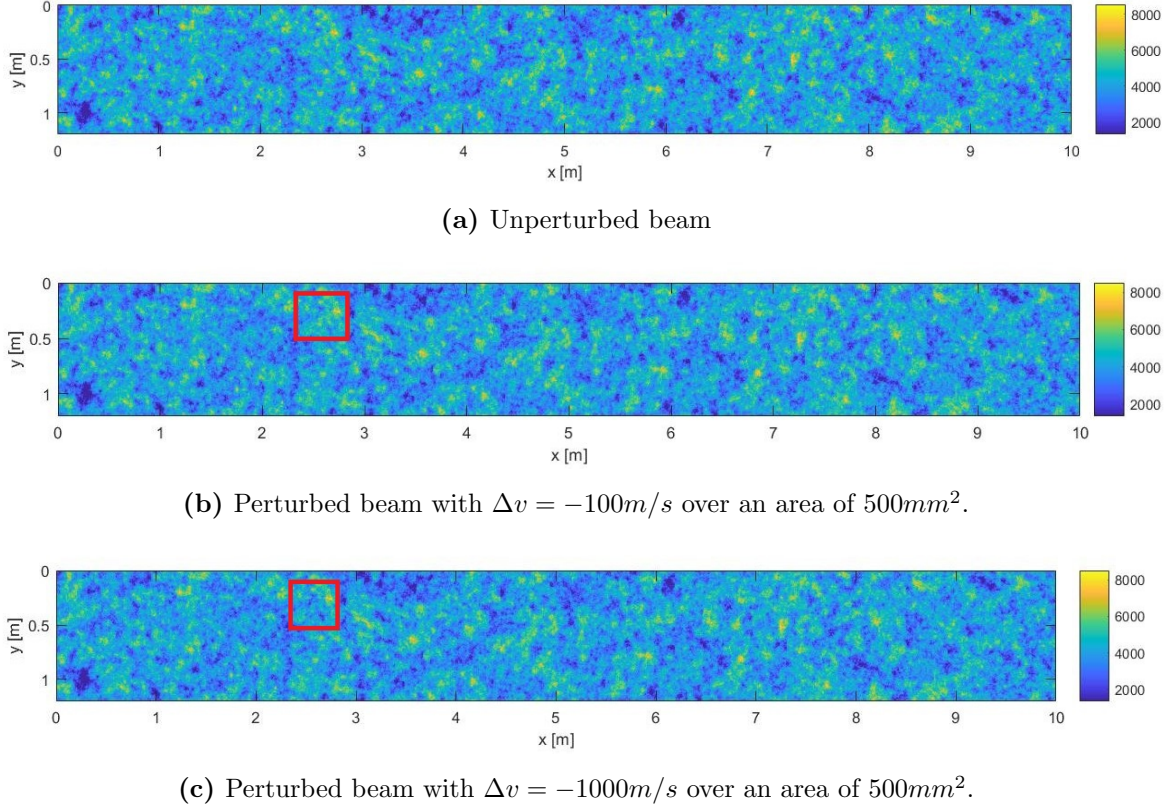 0
0.5
1
y [m]
0 1 2 3 4 5 6 7 8 9 10
x [m]
8000
6000
4000
2000
(a) Unperturbed beam
0
0.5
1
y [m]
0 1 2 3 4 5 6 7 8 9 10
x [m]
8000
6000
4000
2000
(b) Perturbed beam with Δv = −100m/s over an area of 500mm².
0
0.5
1
y [m]
0 1 2 3 4 5 6 7 8 9 10
x [m]
8000
6000
4000
2000
(c) Perturbed beam with Δv = −1000m/s over an area of 500mm².